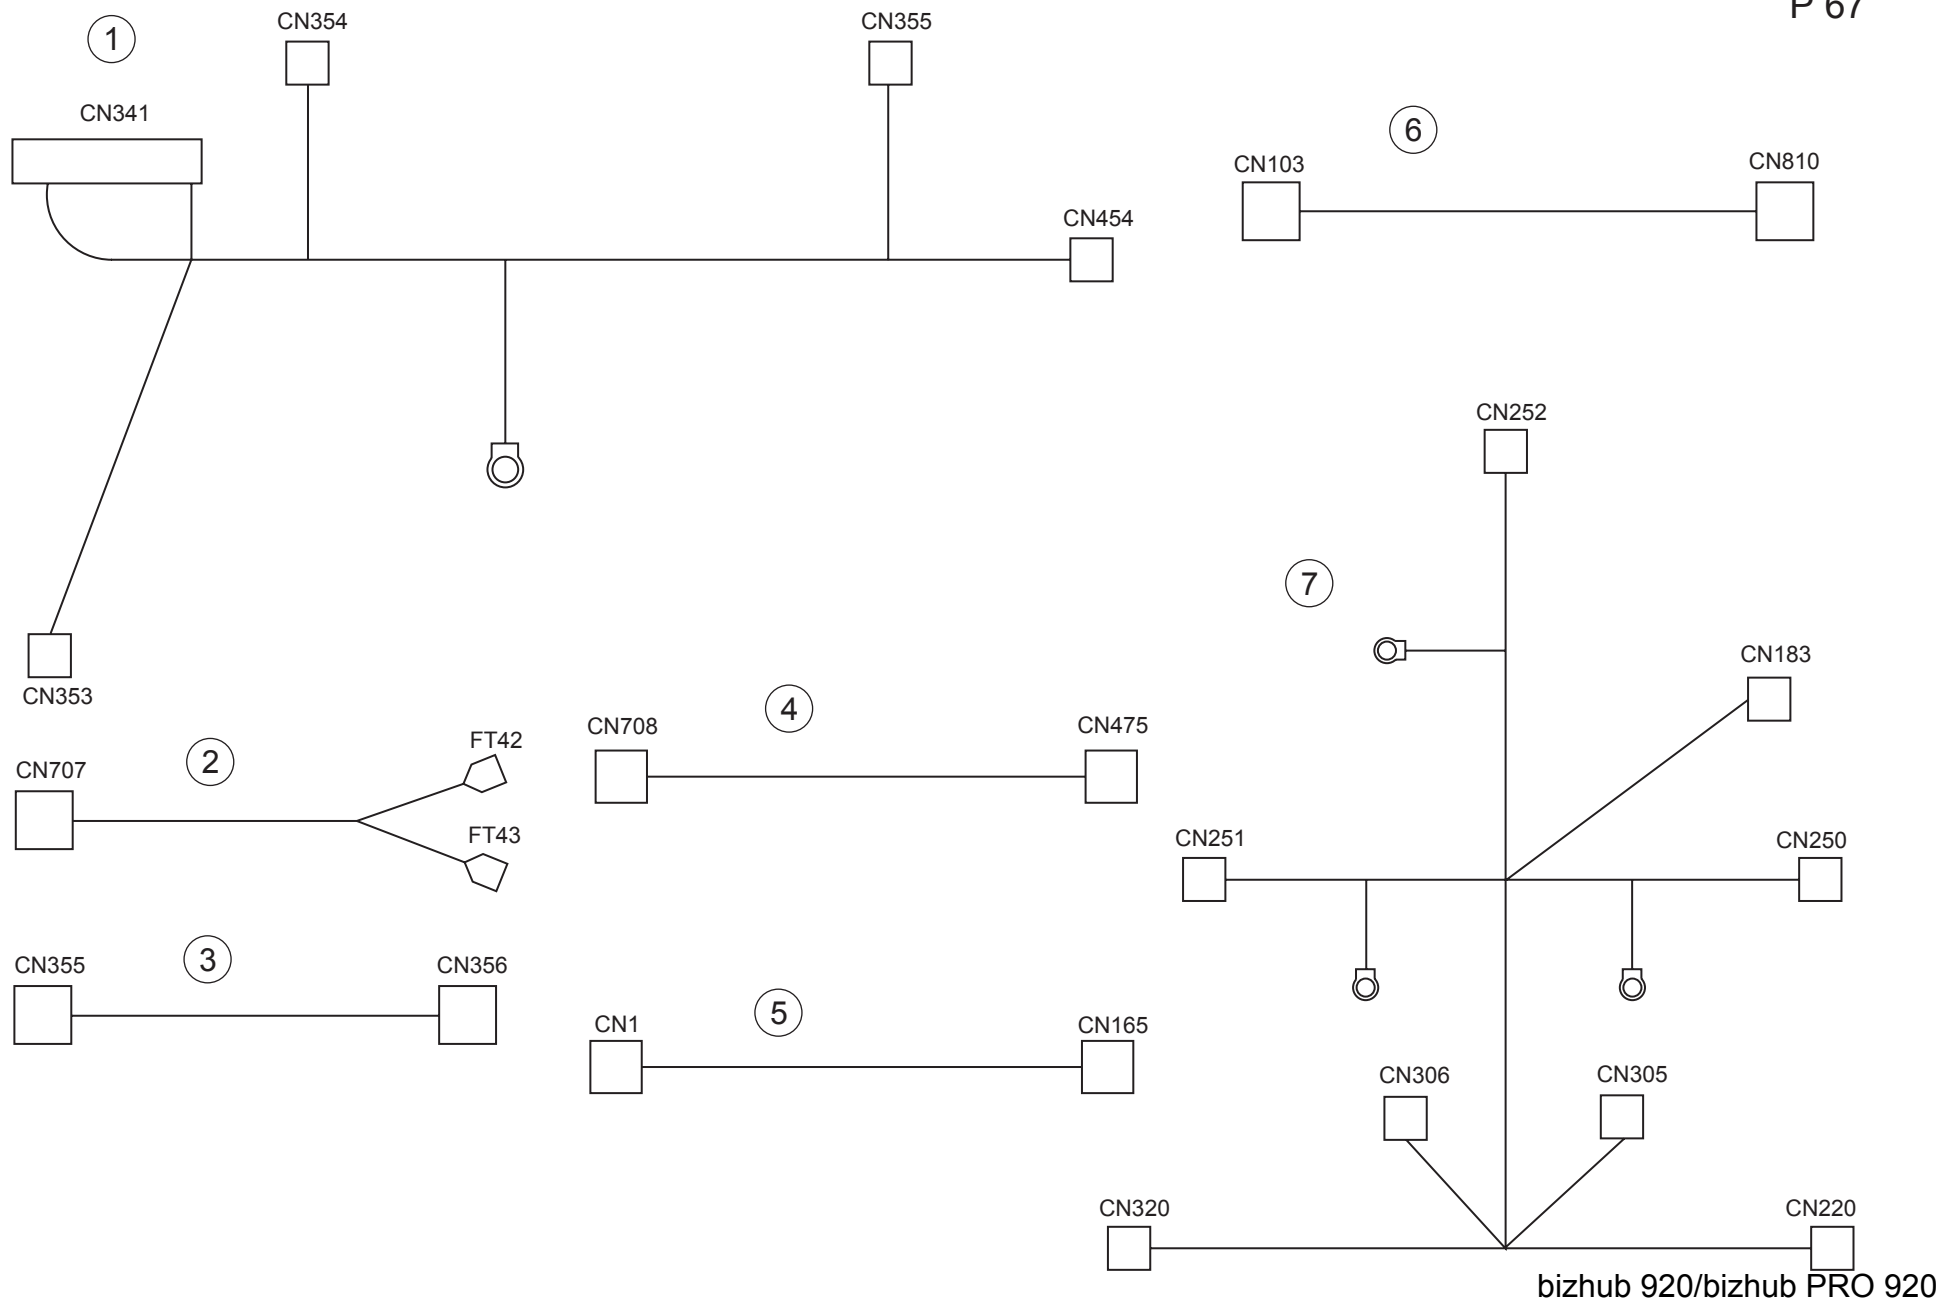 P 67
1
CN354
CN355
CN341
6
CN103
CN810
CN454
CN252
7
CN183
CN353
4
CN708
CN475
2
CN707
FT42
FT43
CN251
CN250
3
CN355
CN356
5
CN1
CN165
CN306
CN305
CN320
CN220
bizhub 920/bizhub PRO 920